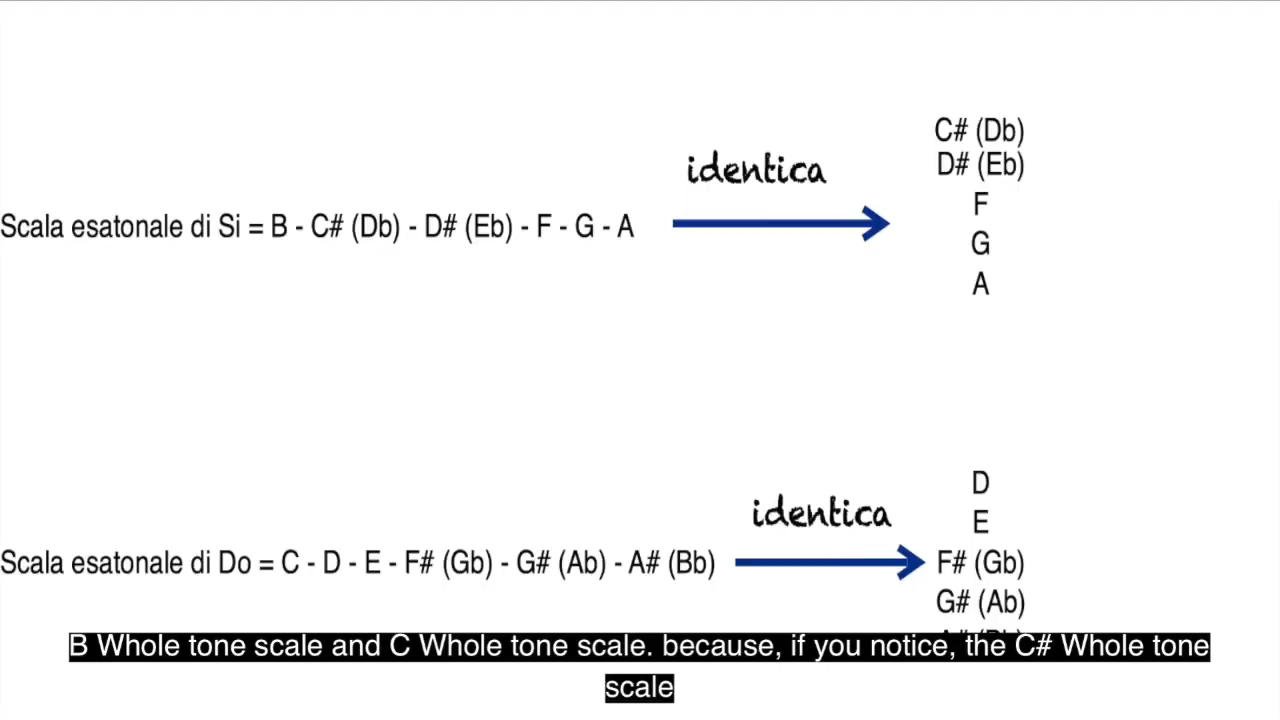 C# (Db)
D# (Eb)
identica
F
Scala esatonale di Si = B - C# (Db) - D# (Eb) - F - G - A
G
A
D
identica
E
Scala esatonale di Do = C - D - E - F# (Gb) - G# (Ab) - A# (Bb)
F# (Gb)
G# (Ab)
B Whole tone scale and C Whole tone scale. because, if you notice, the C# Whole tone
scale